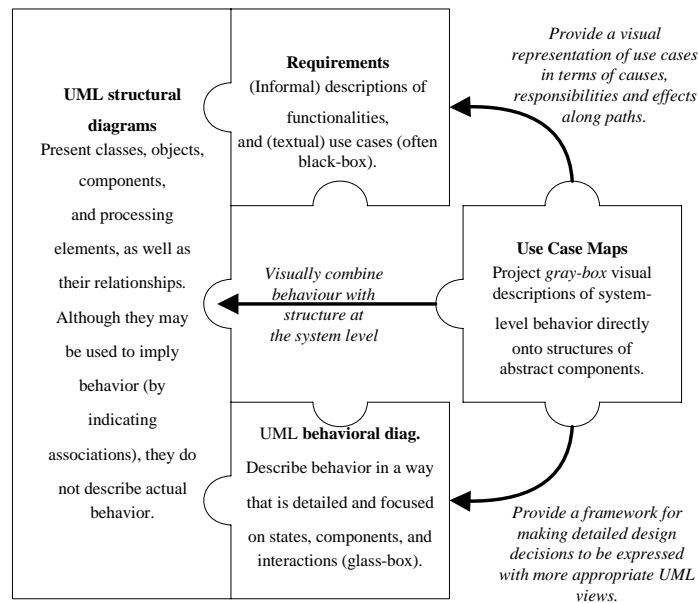 UML structural
diagrams
Present classes, objects,
components,
and processing
elements, as well as
their relationships.
Although they may
be used to imply
behavior (by
indicating
associations), they do
not describe actual
behavior.
Requirements
(Informal) descriptions of
functionalities,
and (textual) use cases (often
black-box).
Provide a visual
representation of use cases
in terms of causes,
responsibilities and effects
along paths.
Visually combine
behaviour with
structure at
the system level
Use Case Maps
Project gray-box visual
descriptions of system-
level behavior directly
onto structures of
abstract components.
UML behavioral diag.
Describe behavior in a way
that is detailed and focused
on states, components, and
interactions (glass-box).
Provide a framework for
making detailed design
decisions to be expressed
with more appropriate UML
views.